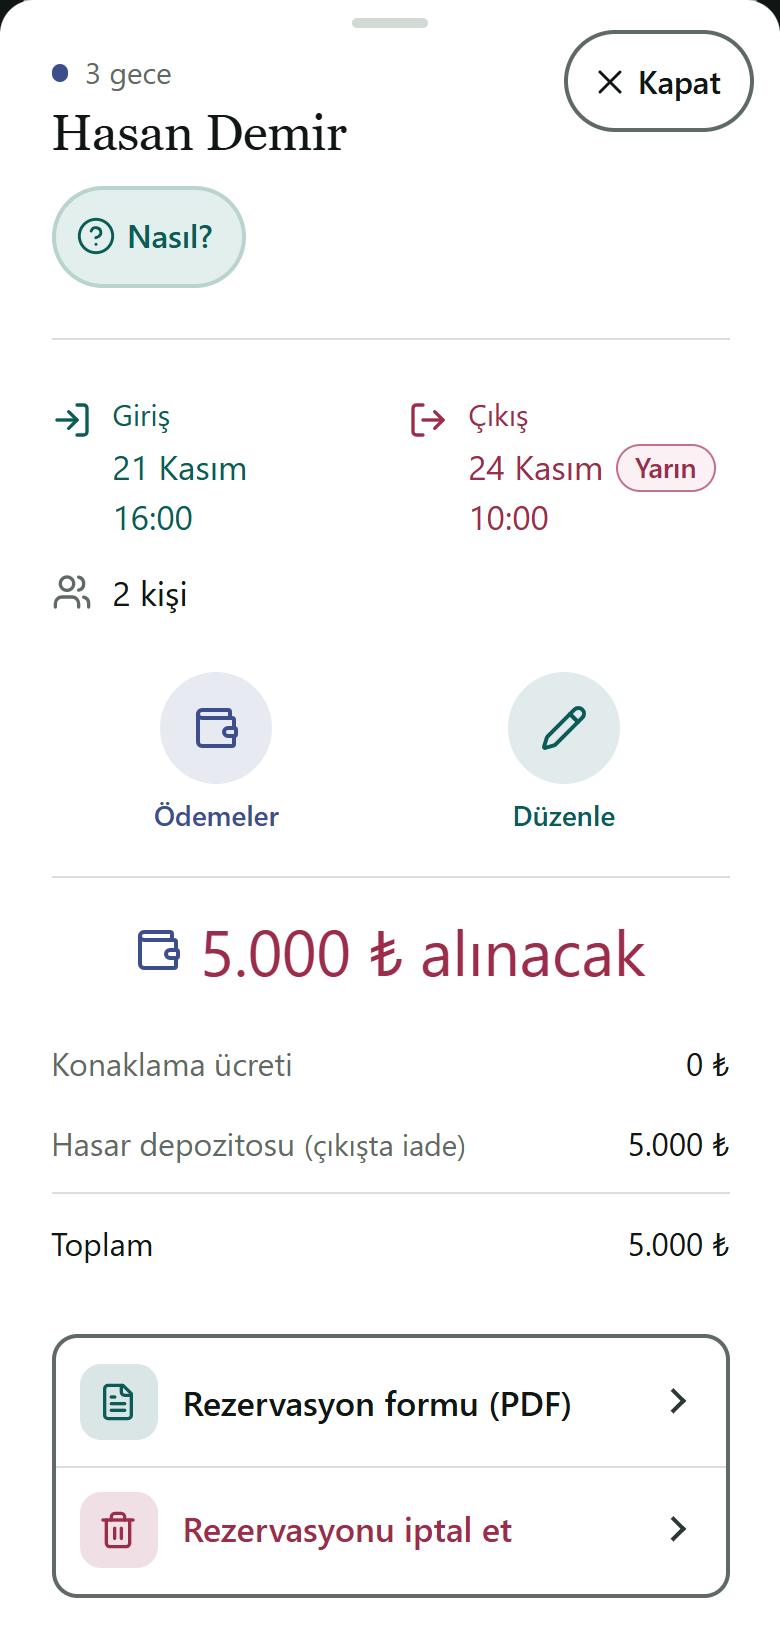 3 gece
Kapat
Hasan Demir
Nasıl?
Giriş
21 Kasım
16:00
Çıkış
24 Kasım Yarın
10:00
2 kişi
Ödemeler
Düzenle
5.000 ₺ alınacak
Konaklama ücreti 0 ₺
Hasar depozitosu (çıkışta iade) 5.000 ₺
Toplam 5.000 ₺
Rezervasyon formu (PDF)
Rezervasyonu iptal et